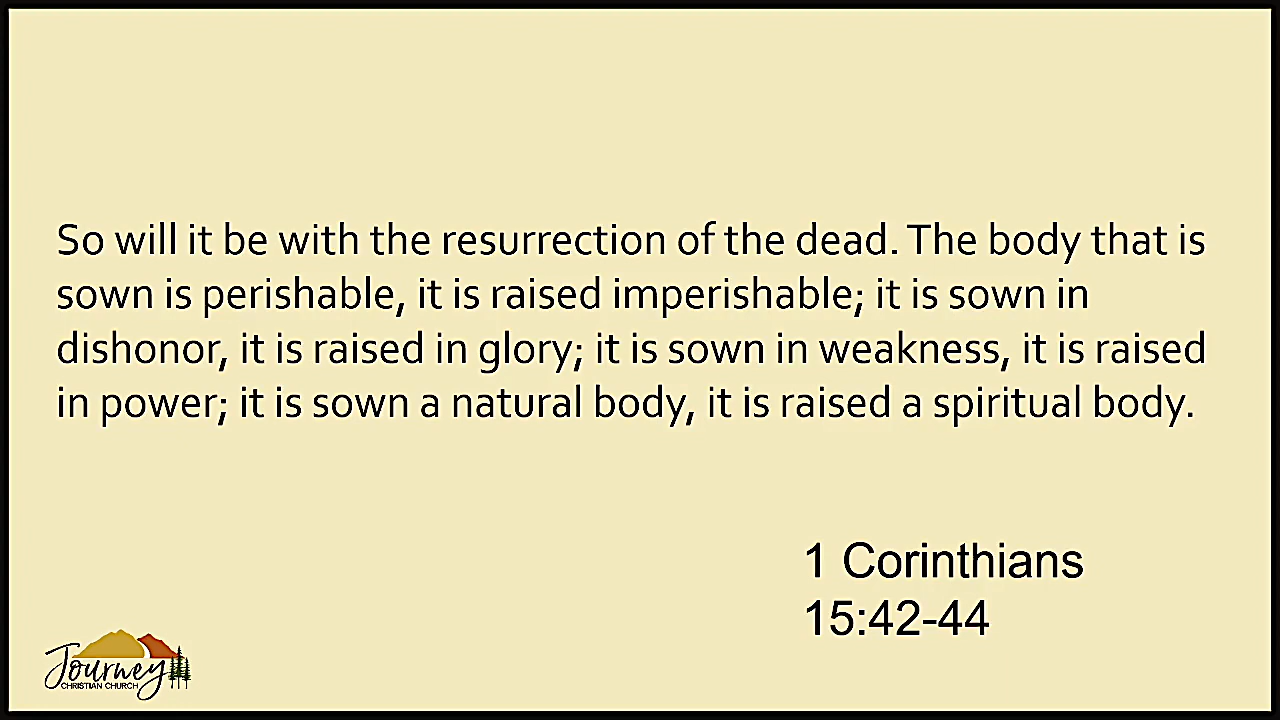 So will it be with the resurrection of the dead. The body that is
sown is perishable, it is raised imperishable; it is sown in
dishonor, it is raised in glory; it is sown in weakness, it is raised
in power; it is sown a natural body, it is raised a spiritual body.
1 Corinthians
15:42-44
Journey
CHRISTIAN CHURCH